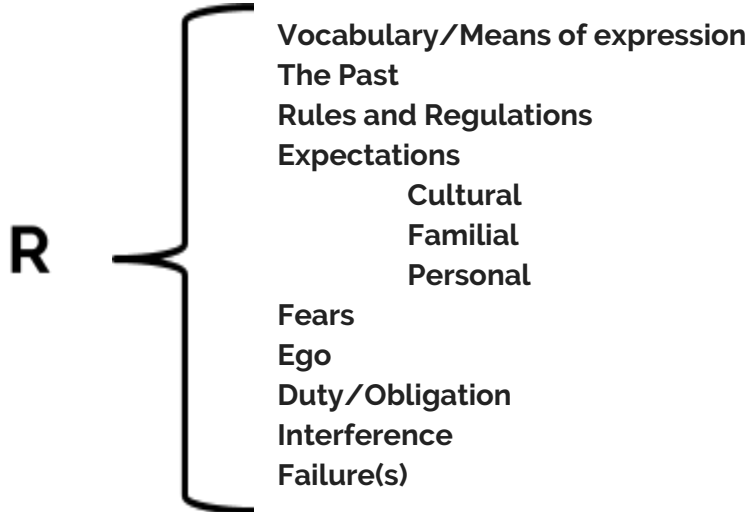 Vocabulary/Means of expression
The Past
Rules and Regulations
Expectations
Cultural
Familial
R
Personal
Fears
Ego
Duty/Obligation
Interference
Failure(s)